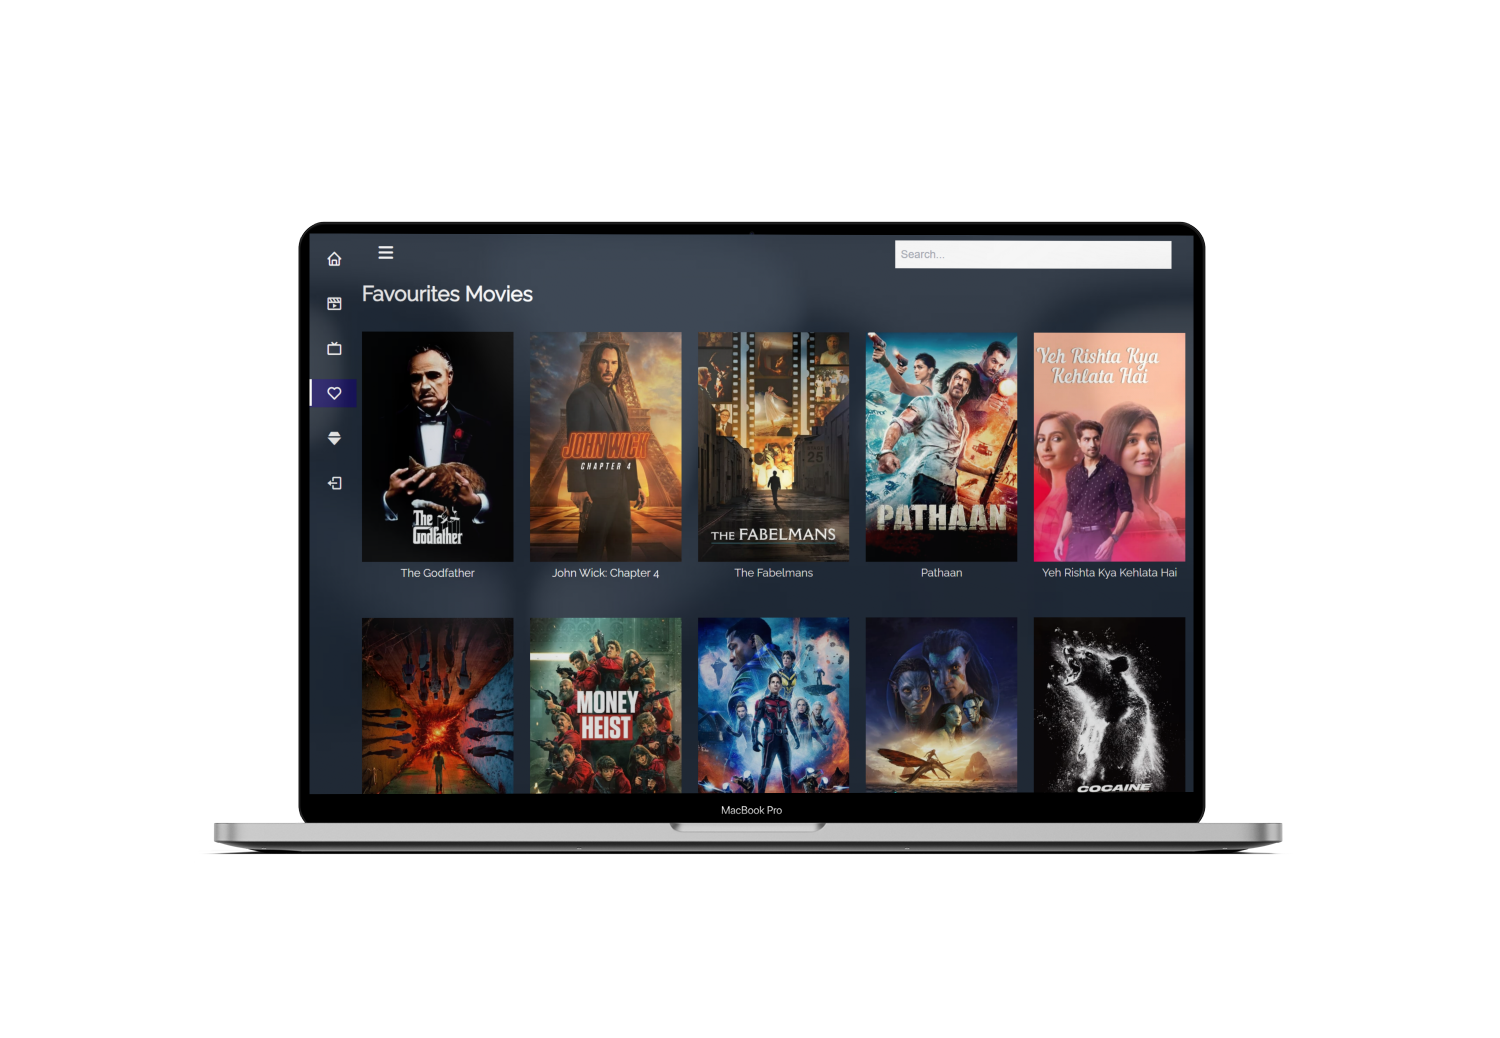 Search...
Favourites Movies
The
Godfather
JOHN WICK
CHAPTER 4
25
THE FABELMANS
PATHAAN
Yeh Rishta Kya
Kehlata Hai
The Godfather
John Wick: Chapter 4
The Fabelmans
Pathaan
Yeh Rishta Kya Kehlata Hai
MONEY
HEIST
COCAINE
MacBook Pro